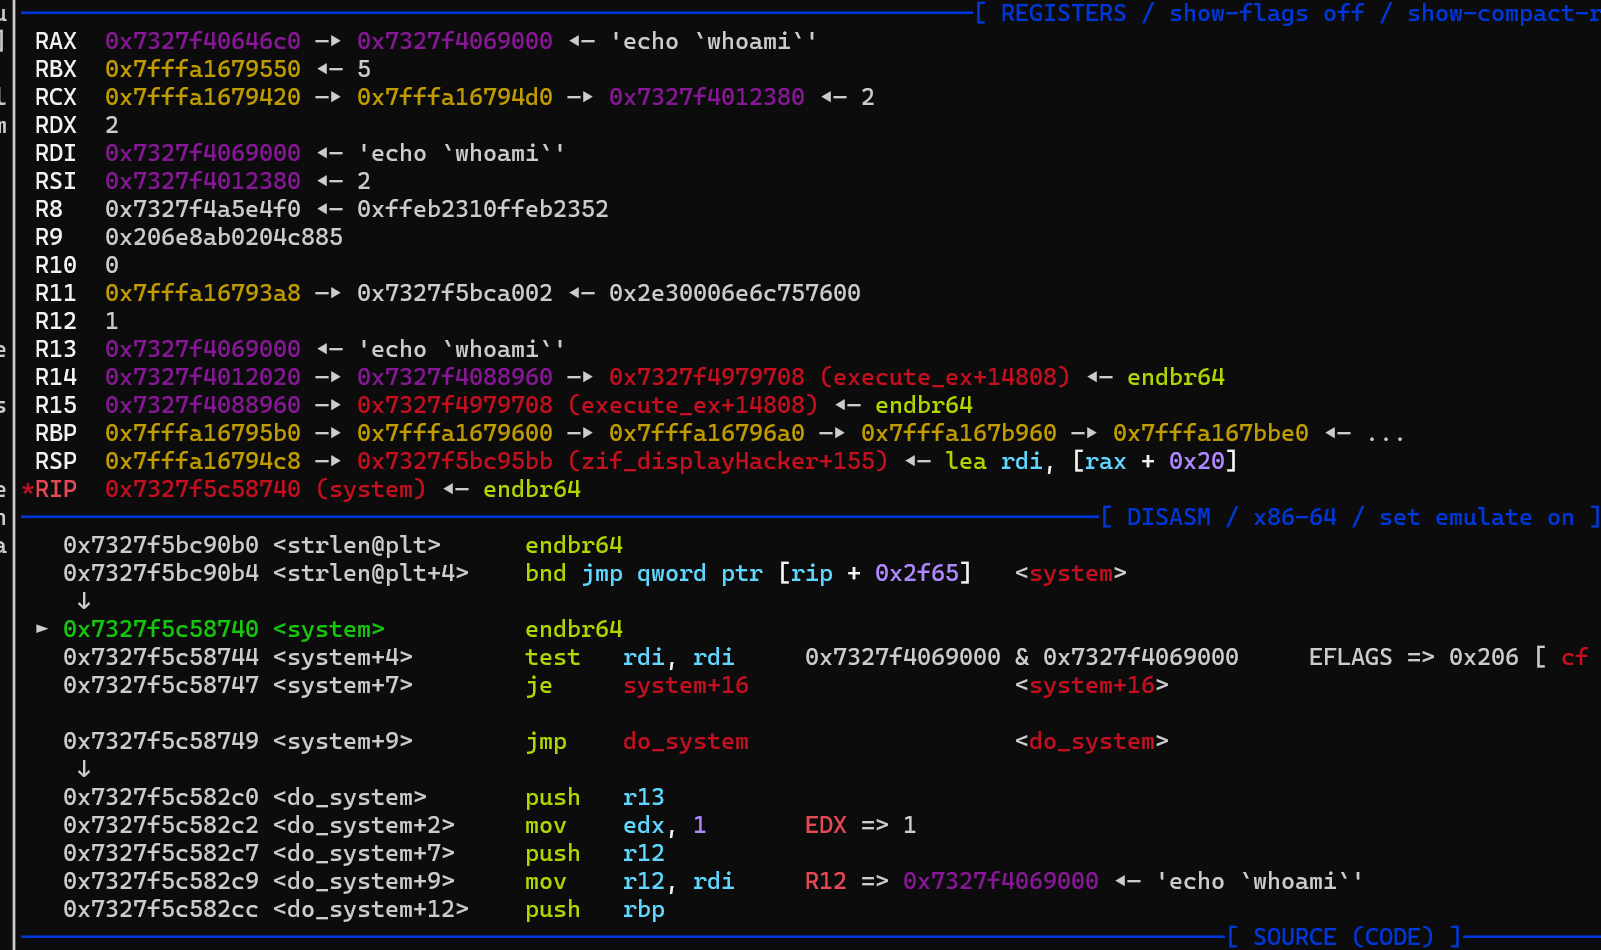 [ REGISTERS / show-flags off / show-compact-r
RAX 0x7327f40646c0 —▸ 0x7327f4069000 ◂— 'echo `whoami`'
RBX 0x7fffa1679550 ◂— 5
RCX 0x7fffa1679420 —▸ 0x7fffa16794d0 —▸ 0x7327f4012380 ◂— 2
RDX 2
RDI 0x7327f4069000 ◂— 'echo `whoami`'
RSI 0x7327f4012380 ◂— 2
R8 0x7327f4a5e4f0 ◂— 0xffeb2310ffeb2352
R9 0x206e8ab0204c885
R10 0
R11 0x7fffa16793a8 —▸ 0x7327f5bca002 ◂— 0x2e30006e6c757600
R12 1
R13 0x7327f4069000 ◂— 'echo `whoami`'
R14 0x7327f4012020 —▸ 0x7327f4088960 —▸ 0x7327f4979708 (execute_ex+14808) ◂— endbr64
R15 0x7327f4088960 —▸ 0x7327f4979708 (execute_ex+14808) ◂— endbr64
RBP 0x7fffa16795b0 —▸ 0x7fffa1679600 —▸ 0x7fffa16796a0 —▸ 0x7fffa167b960 —▸ 0x7fffa167bbe0 ◂— ...
RSP 0x7fffa16794c8 —▸ 0x7327f5bc95bb (zif_displayHacker+155) ◂— lea rdi, [rax + 0x20]
*RIP 0x7327f5c58740 (system) ◂— endbr64
[ DISASM / x86-64 / set emulate on ]
0x7327f5bc90b0 <strlen@plt> endbr64
0x7327f5bc90b4 <strlen@plt+4> bnd jmp qword ptr [rip + 0x2f65] <system>
↓
► 0x7327f5c58740 <system> endbr64
0x7327f5c58744 <system+4> test rdi, rdi 0x7327f4069000 & 0x7327f4069000 EFLAGS => 0x206 [ cf
0x7327f5c58747 <system+7> je system+16 <system+16>
0x7327f5c58749 <system+9> jmp do_system <do_system>
↓
0x7327f5c582c0 <do_system> push r13
0x7327f5c582c2 <do_system+2> mov edx, 1 EDX => 1
0x7327f5c582c7 <do_system+7> push r12
0x7327f5c582c9 <do_system+9> mov r12, rdi R12 => 0x7327f4069000 ◂— 'echo `whoami`'
0x7327f5c582cc <do_system+12> push rbp
[ SOURCE (CODE) ]